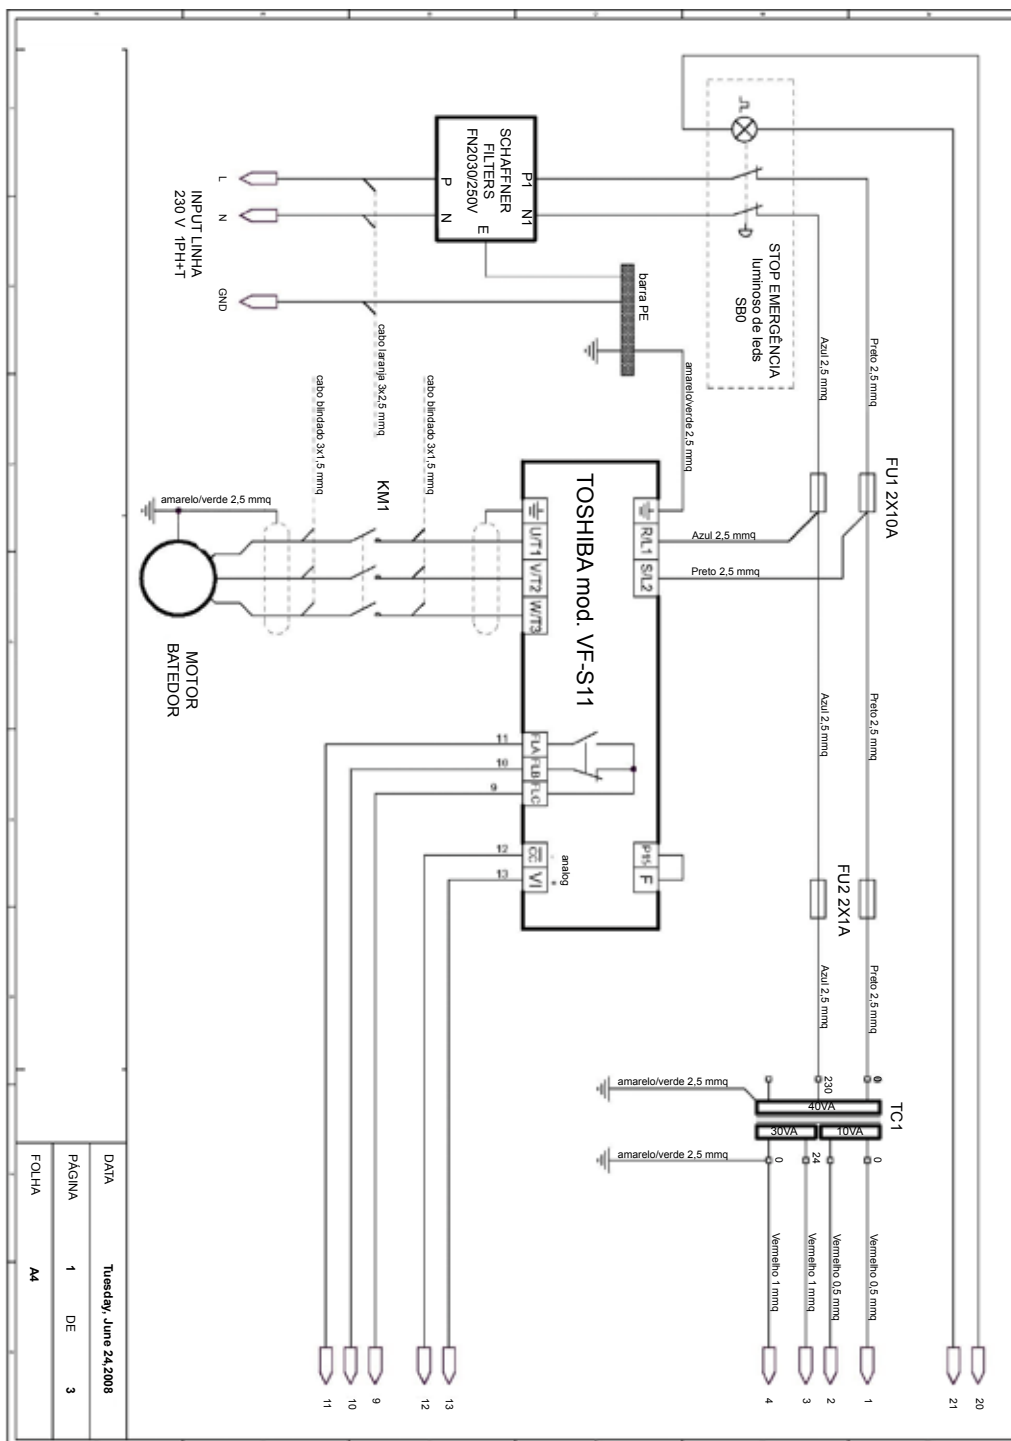 20
21
1
2
3
4
13
12
9
10
11
STOP EMERGÊNCIA
luminoso de leds
SB0
Preto 2,5 mmq
Azul 2,5 mmq
FU1 2X10A
Preto 2,5 mmq
Azul 2,5 mmq
FU2 2X1A
Preto 2,5 mmq
Azul 2,5 mmq
TC1
0
230
40VA
10VA
30VA
0
24
0
Vermelho 0,5 mmq
Vermelho 0,5 mmq
Vermelho 1 mmq
Vermelho 1 mmq
amarelo/verde 2,5 mmq
amarelo/verde 2,5 mmq
SCHAFFNER
FILTERS
FN2030/250V
P1
N1
P
N
E
barra PE
amarelo/verde 2,5 mmq
Azul 2,5 mmq
Preto 2,5 mmq
R/L1
S/L2
TOSHIBA mod. VF-S11
U/T1
V/T2
W/T3
FLA
FLB
FLC
11
10
9
P15
F
CC
VI
analog
12
13
cabo blindado 3x1,5 mmq
cabo laranja 3x2,5 mmq
KM1
cabo blindado 3x1,5 mmq
amarelo/verde 2,5 mmq
MOTOR
BATEDOR
L
N
GND
INPUT LINHA
230 V 1PH+T
DATA Tuesday, June 24,2008
PÁGINA 1 DE 3
FOLHA A4